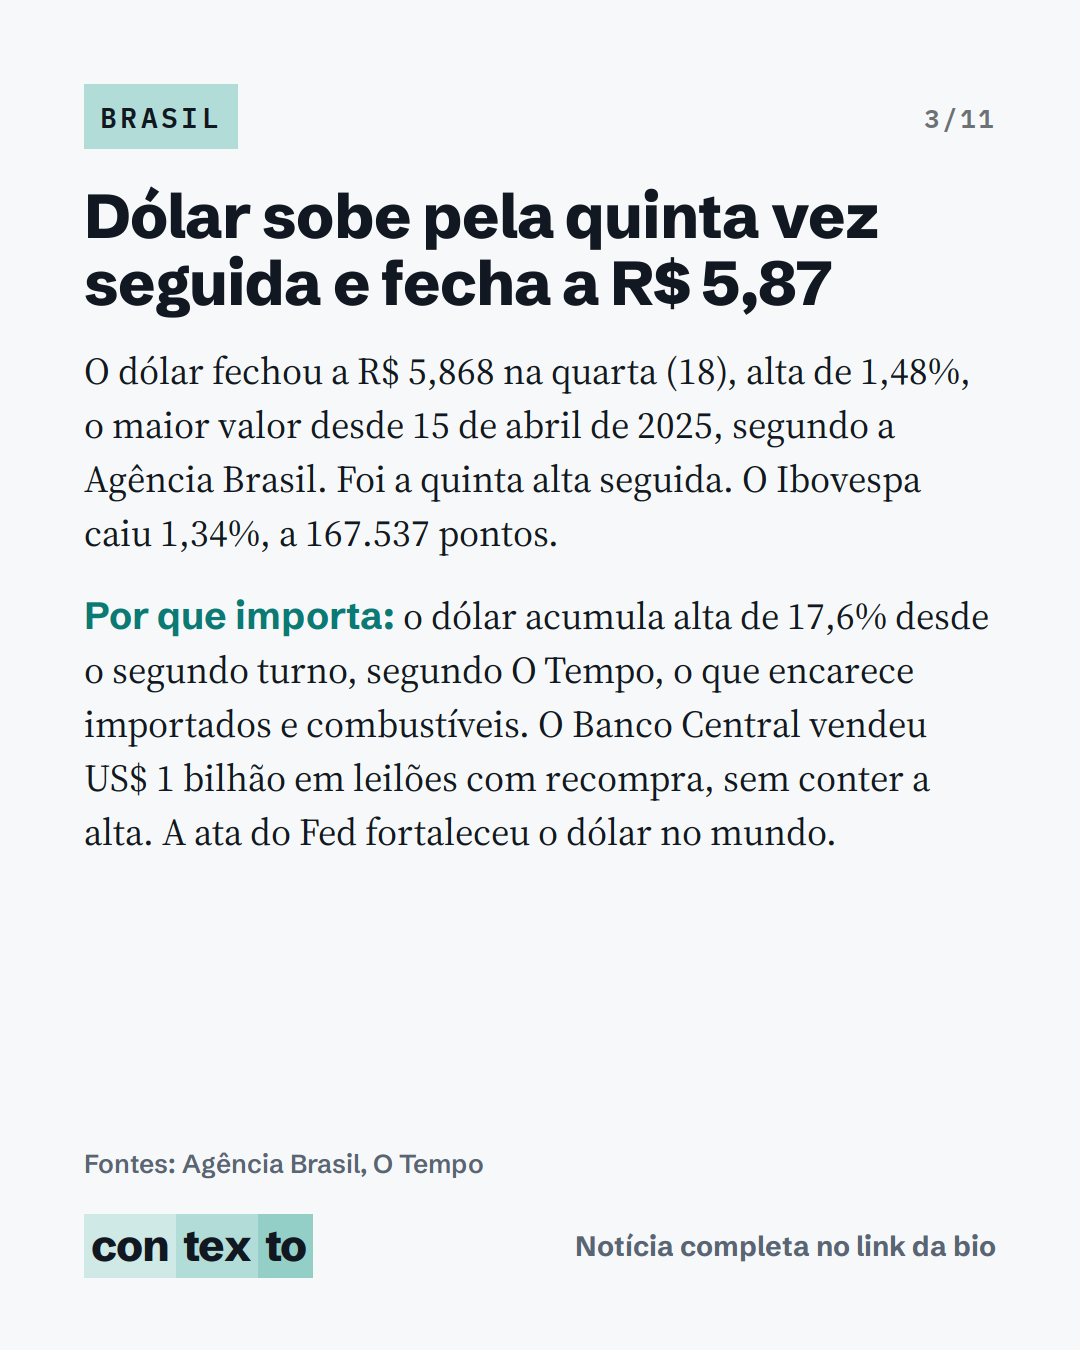 BRASIL
3/11
Dólar sobe pela quinta vez
seguida e fecha a R$ 5,87
O dólar fechou a R$ 5,868 na quarta (18), alta de 1,48%,
o maior valor desde 15 de abril de 2025, segundo a
Agência Brasil. Foi a quinta alta seguida. O Ibovespa
caiu 1,34%, a 167.537 pontos.
Por que importa: o dólar acumula alta de 17,6% desde
o segundo turno, segundo O Tempo, o que encarece
importados e combustíveis. O Banco Central vendeu
US$ 1 bilhão em leilões com recompra, sem conter a
alta. A ata do Fed fortaleceu o dólar no mundo.
Fontes: Agência Brasil, O Tempo
con tex to
Notícia completa no link da bio